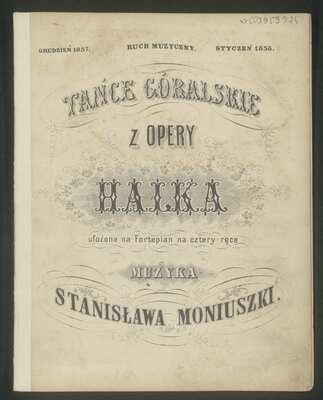 GRUDZIEŃ 1857. RUCH MUZYCZNY. STYCZEŃ 1858.
TAŃCE GÓRALSKIE
Z OPERY
HALKA
ułożone na fortepian na cztery ręce
MUZYKA
STANISŁAWA MONIUSZKI.